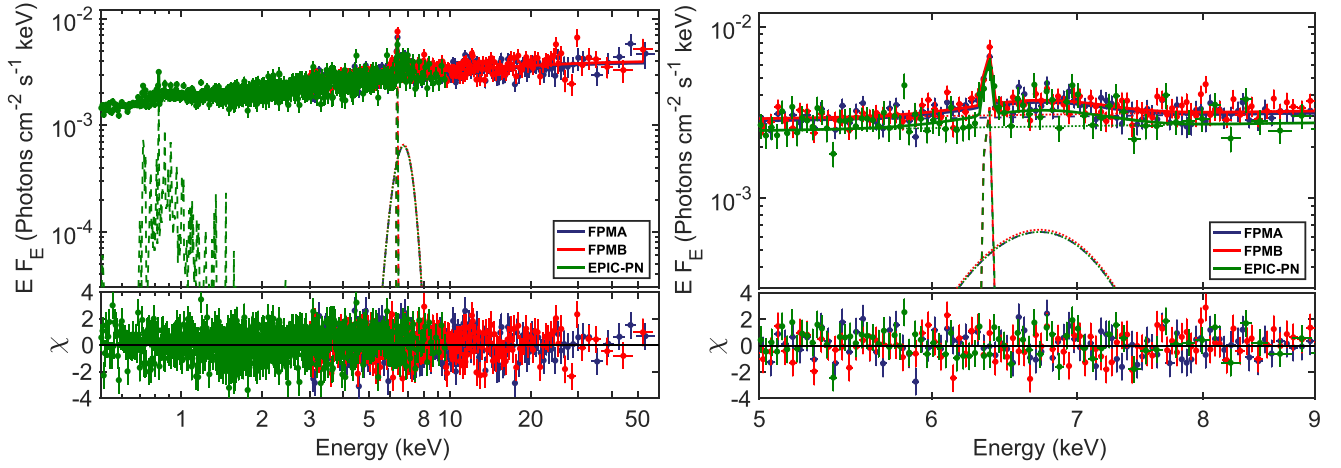 10⁻²
10⁻³
10⁻⁴
E F_E (Photons cm⁻² s⁻¹ keV)
FPMA
FPMB
EPIC-PN
4
2
0
-2
-4
χ
1 2 3 5 8 10 20 30 50
Energy (keV)
10⁻²
10⁻³
E F_E (Photons cm⁻² s⁻¹ keV)
FPMA
FPMB
EPIC-PN
4
2
0
-2
-4
χ
5 6 7 8 9
Energy (keV)